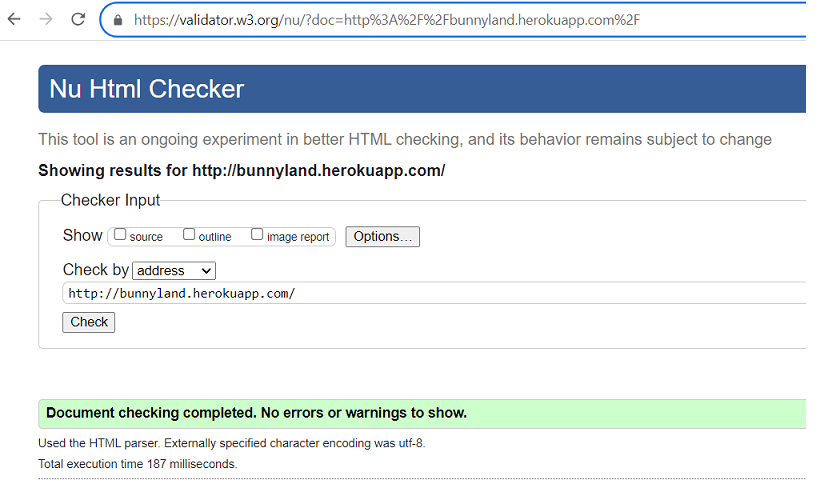 https://validator.w3.org/nu/?doc=http%3A%2F%2Fbunnyland.herokuapp.com%2F
Nu Html Checker
This tool is an ongoing experiment in better HTML checking, and its behavior remains subject to change
Showing results for http://bunnyland.herokuapp.com/
Checker Input
Show source outline image report Options...
Check by address
http://bunnyland.herokuapp.com/
Check
Document checking completed. No errors or warnings to show.
Used the HTML parser. Externally specified character encoding was utf-8.
Total execution time 187 milliseconds.